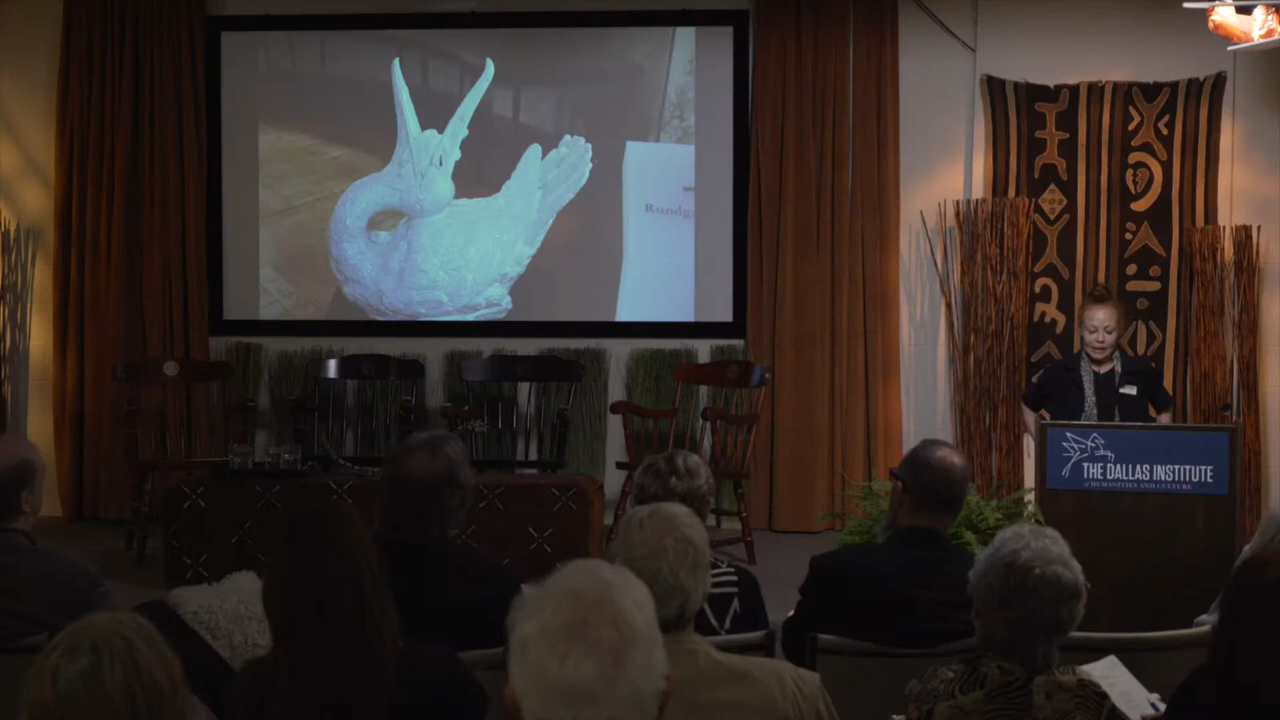 Rundg
THE DALLAS INSTITUTE
of HUMANITIES AND CULTURE